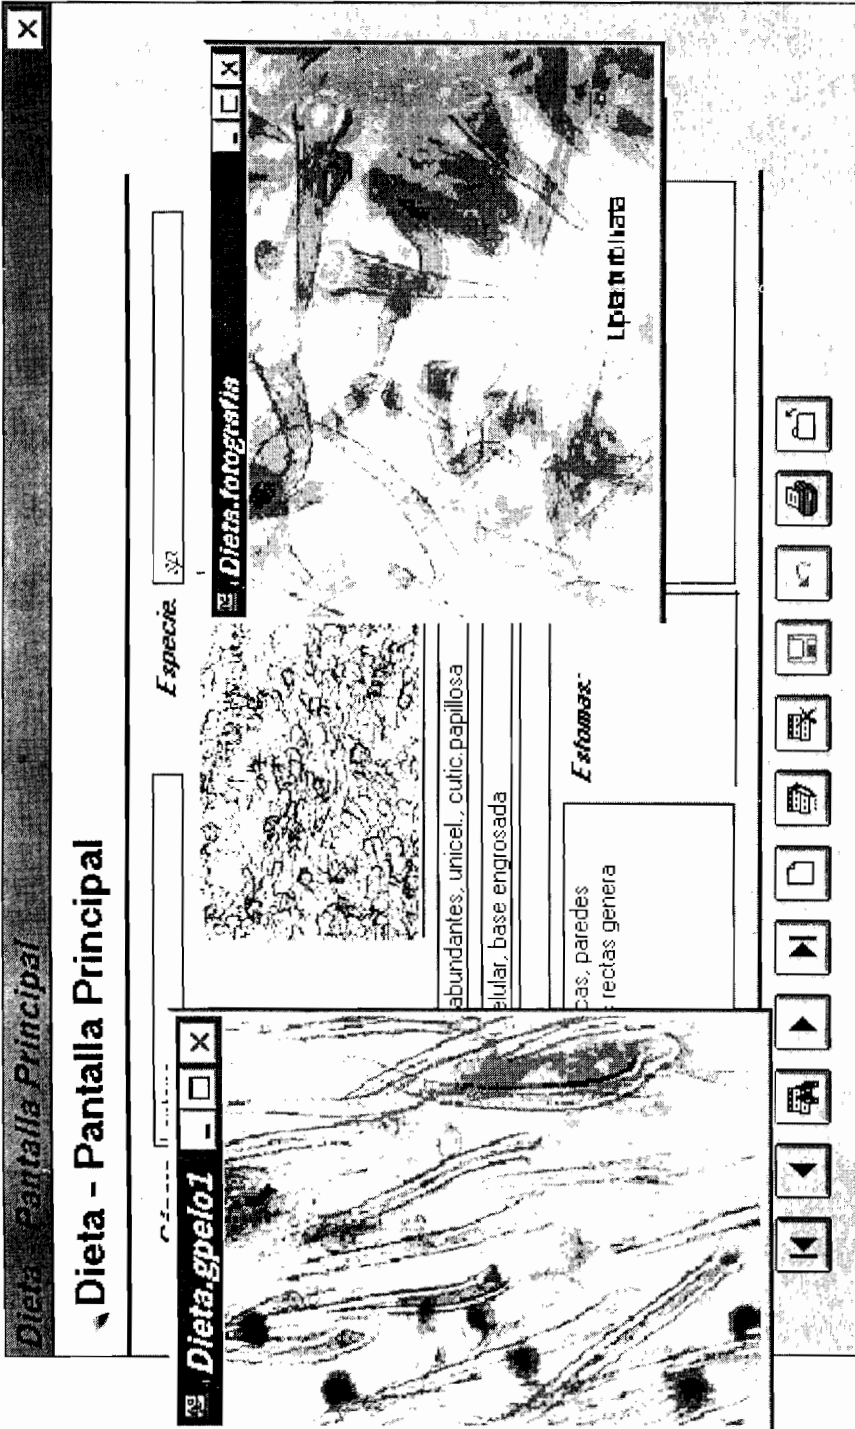 Dieta - Pantalla Principal
Dieta - Pantalla Principal
Especie.
sp
Dieta.fotografia
abundantes, unicel., cutic. papillosa
elular, base engrosada
Estomas:
cas, paredes
rectas genera
Dieta.gpelo1